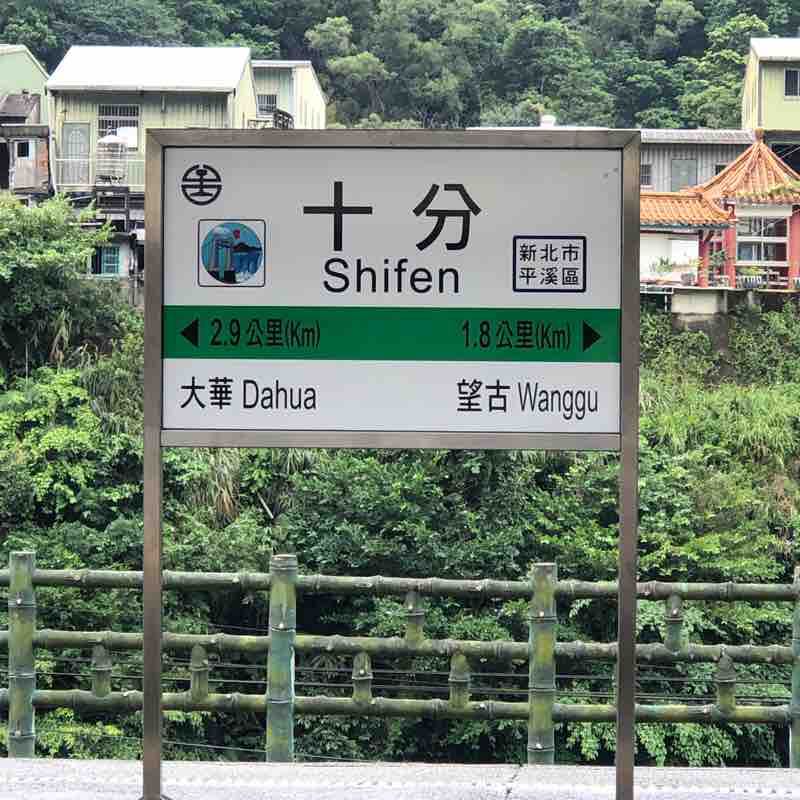 十分
Shifen
新北市
平溪區
2.9公里(Km)
1.8公里(Km)
大華 Dahua
望古 Wanggu